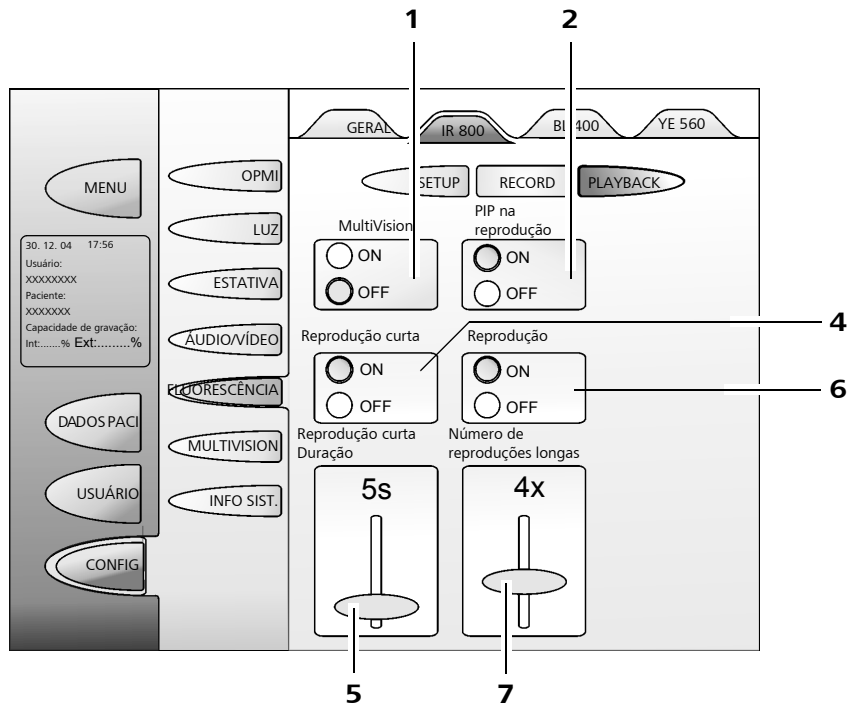 1 2
GERAL IR 800 BL 400 YE 560
MENU
OPMI
LUZ
ESTATIVA
ÁUDIO/VÍDEO
FLUORESCÊNCIA
MULTIVISION
INFO SIST.
30. 12. 04 17:56
Usuário:
XXXXXXXX
Paciente:
XXXXXXX
Capacidade de gravação:
Int:.......% Ext:.........%
DADOS PACI
USUÁRIO
CONFIG
SETUP RECORD PLAYBACK
MultiVision
ON
OFF
PIP na
reprodução
ON
OFF
4
Reprodução curta
ON
OFF
Reprodução
ON
OFF
6
Reprodução curta
Duração
5s
Número de
reproduções longas
4x
5 7